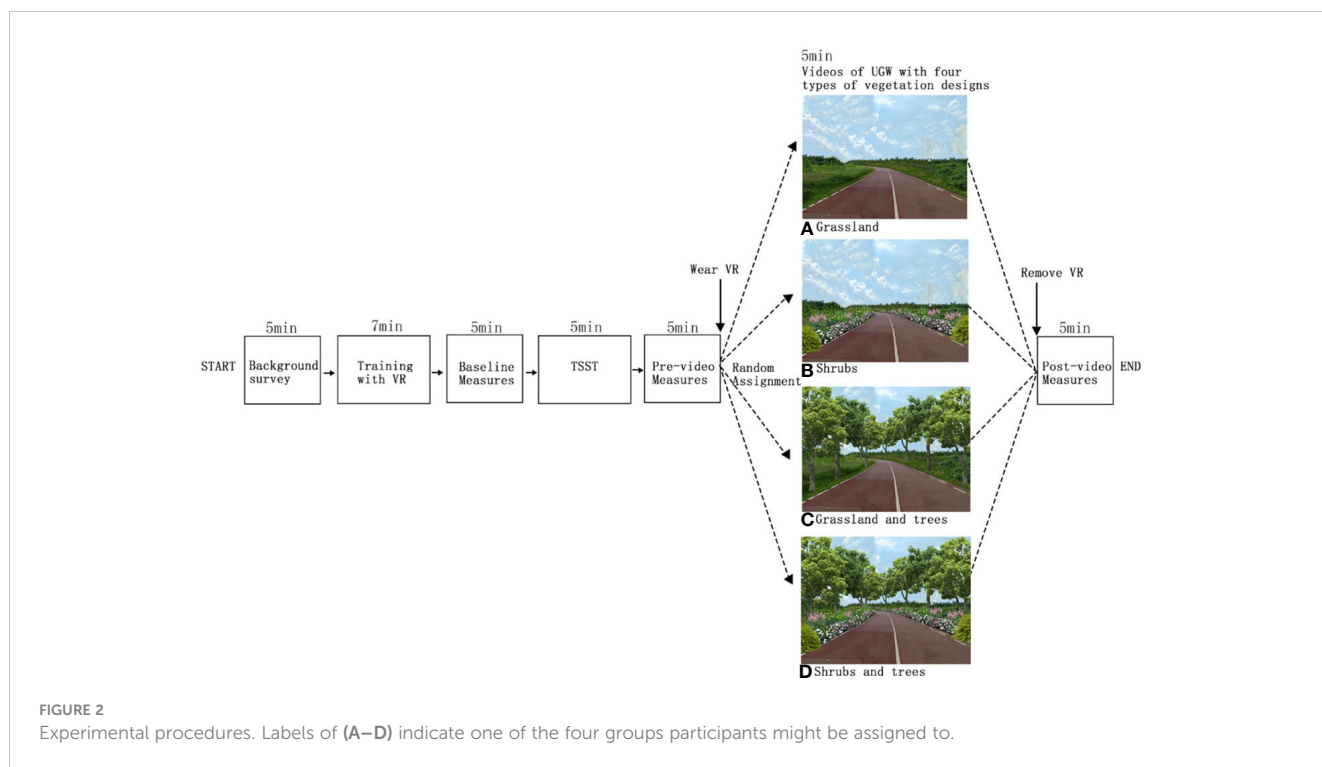 5min
Videos of UGW with four
types of vegetation designs
A Grassland
Wear VR
Remove VR
B Shrubs
5min
7min
5min
5min
5min
5min
START
Background
survey
Training
with VR
Baseline
Measures
TSST
Pre-video
Measures
Random
Assignment
Post-video
Measures
END
C Grassland and trees
D Shrubs and trees
FIGURE 2
Experimental procedures. Labels of (A–D) indicate one of the four groups participants might be assigned to.